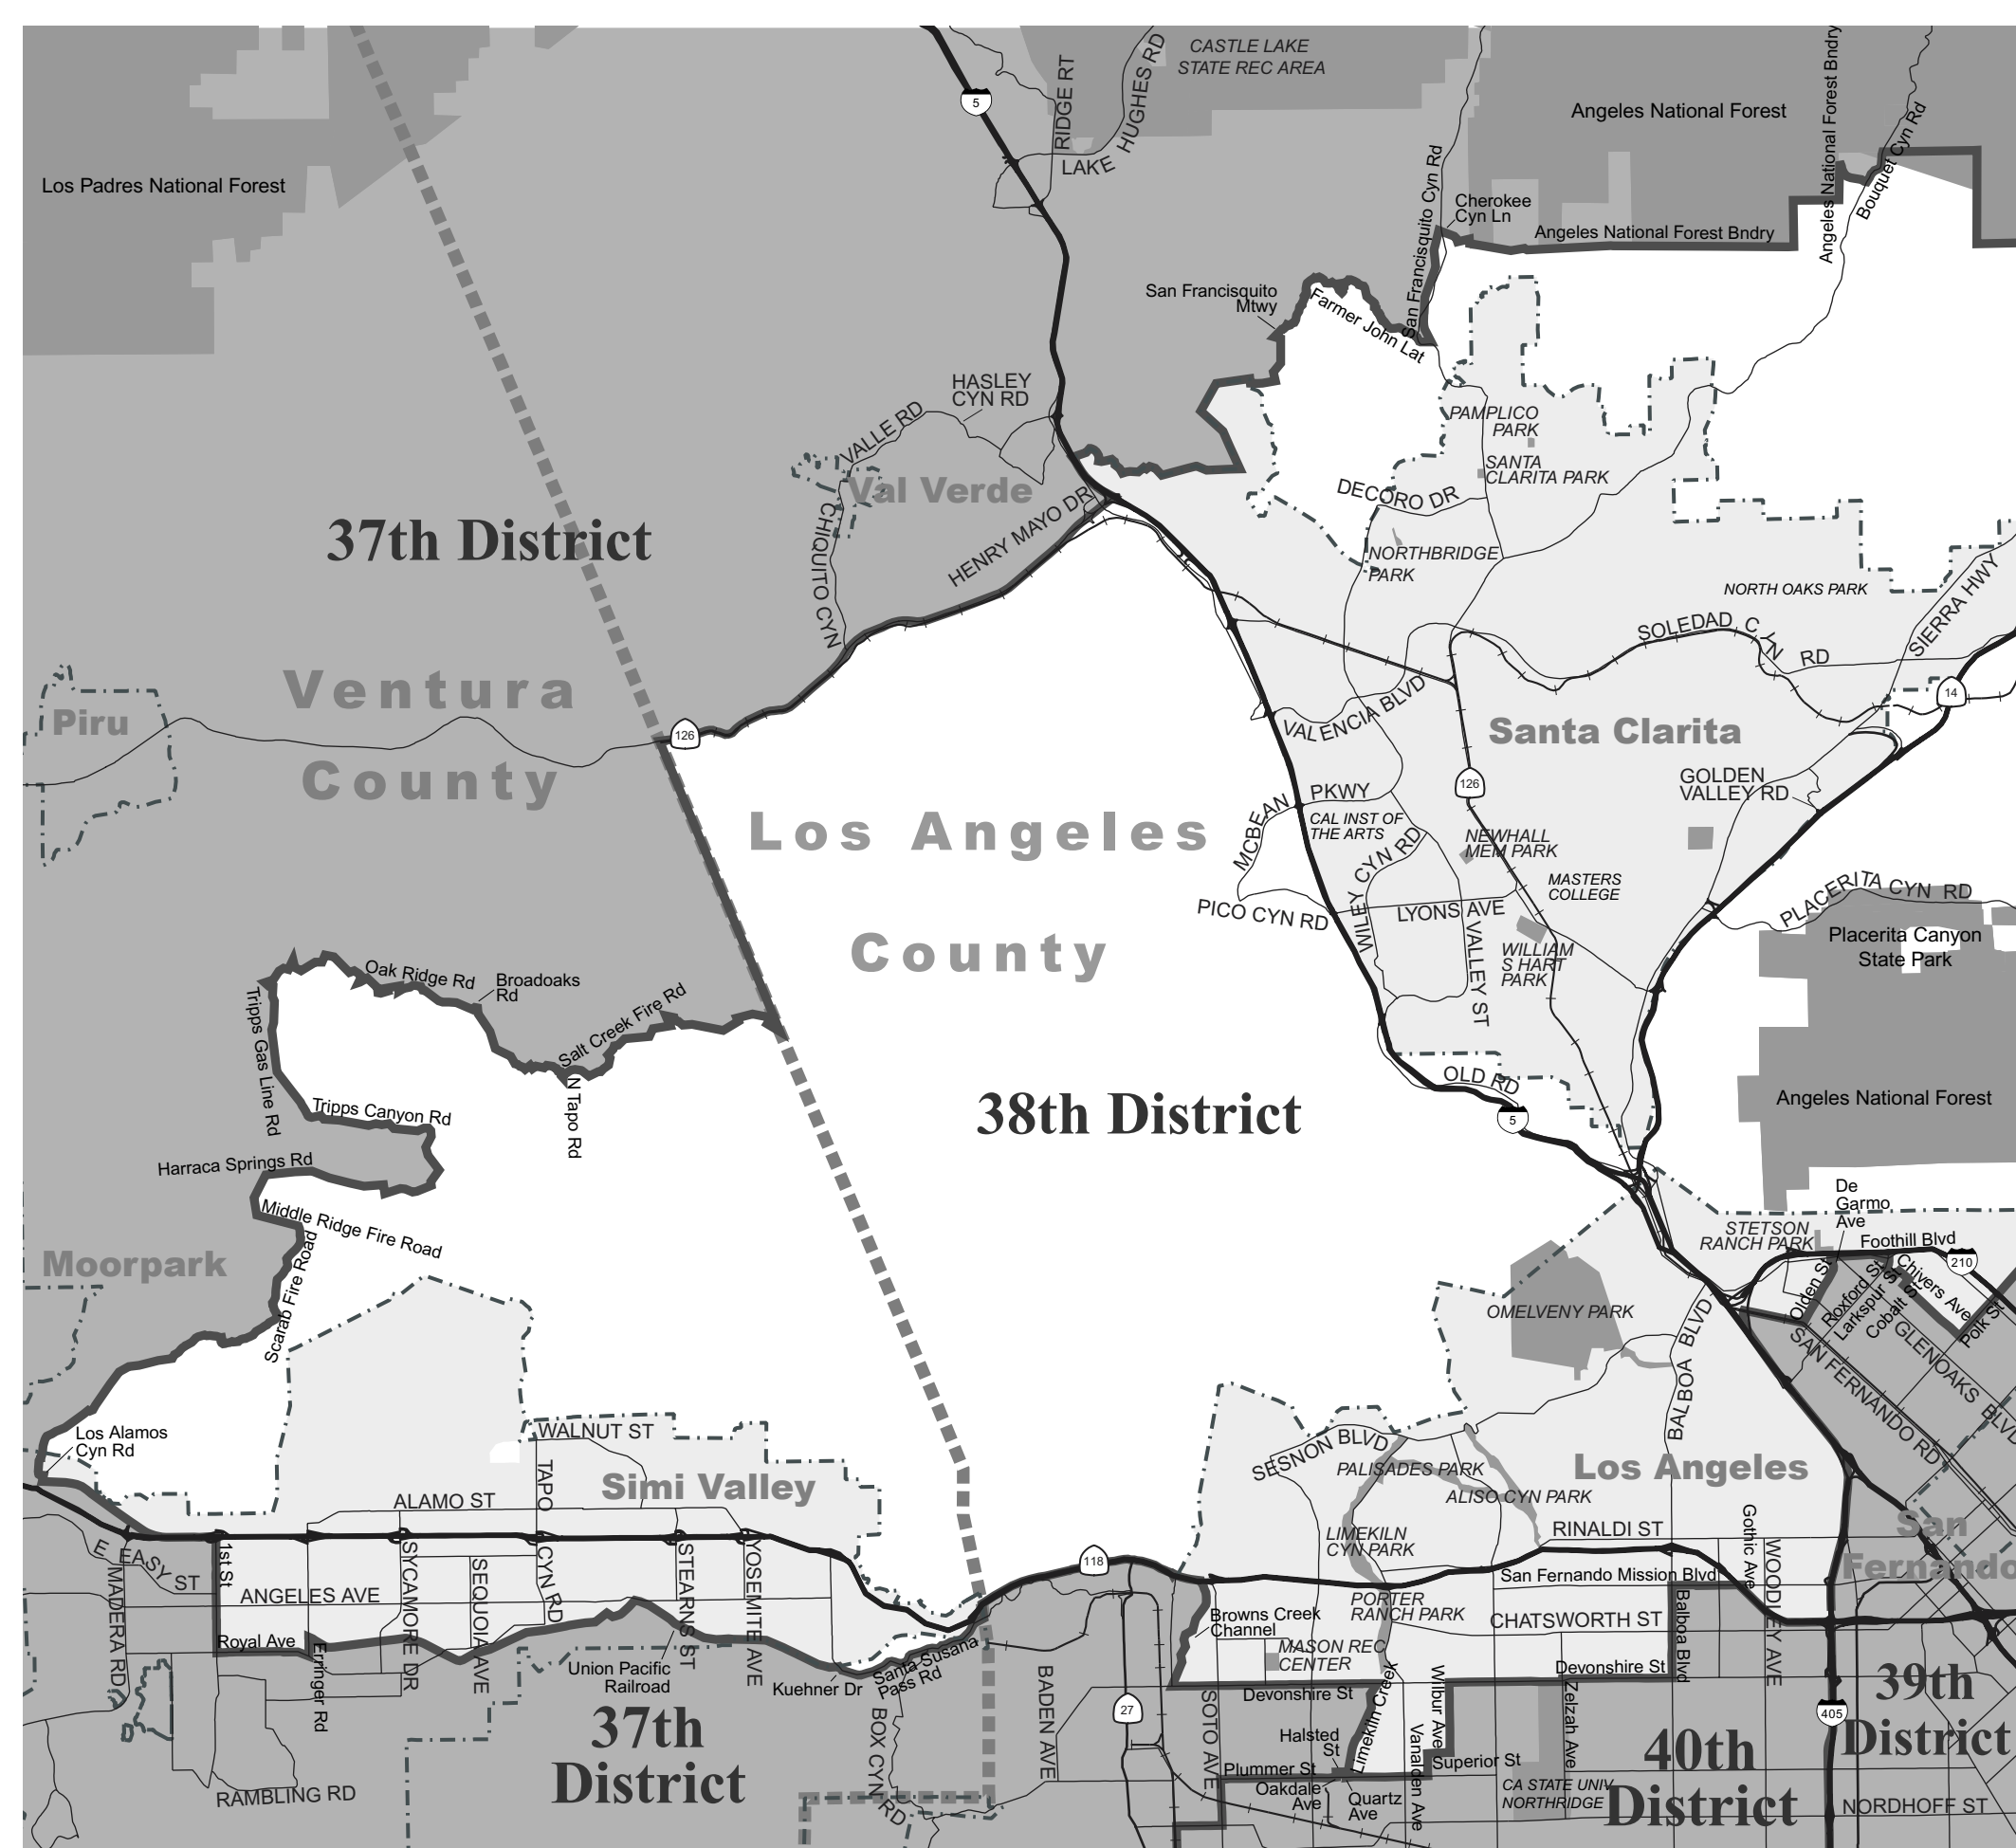 CASTLE LAKE
STATE REC AREA
5
RIDGE RT
LAKE HUGHES RD
Angeles National Forest
Angeles National Forest Bndry
Bouquet Cyn Rd
Los Padres National Forest
San Francisquito Cyn Rd
Cherokee
Cyn Ln
Angeles National Forest Bndry
San Francisquito
Mtwy
Farmer John Lat
HASLEY
CYN RD
VALLE RD
PAMPLICO
PARK
SANTA
CLARITA PARK
Val Verde
DECORO DR
37th District
CHIQUITO CYN
HENRY MAYO DR
NORTHBRIDGE
PARK
NORTH OAKS PARK
SIERRA HWY
SOLEDAD CYN RD
Ventura
County
Piru
126
14
VALENCIA BLVD
Santa Clarita
126
GOLDEN
VALLEY RD
MCBEAN PKWY
CAL INST OF
THE ARTS
Los Angeles
County
NEWHALL
MEM PARK
WILEY CYN RD
MASTERS
COLLEGE
PLACERITA CYN RD
PICO CYN RD
LYONS AVE
VALLEY ST
WILLIAM
S HART
PARK
Placerita Canyon
State Park
Oak Ridge Rd
Broadoaks
Rd
Tripps Gas Line Rd
Salt Creek Fire Rd
N Tapo Rd
OLD RD
5
38th District
Angeles National Forest
Tripps Canyon Rd
Harraca Springs Rd
Middle Ridge Fire Road
Scarab Fire Road
Moorpark
De
Garmo
Ave
STETSON
RANCH PARK
Foothill Blvd
210
Olden St
Roxford St
Larkspur St
Cobalt St
Chivers Ave
Polk St
OMELVENY PARK
BALBOA BLVD
GLENOAKS BLVD
SAN FERNANDO RD
Los Alamos
Cyn Rd
WALNUT ST
SESNON BLVD
PALISADES PARK
Los Angeles
Simi Valley
TAPO CYN RD
ALAMO ST
ALISO CYN PARK
LIMEKILN
CYN PARK
RINALDI ST
Gothic Ave
San
Fernando
E EASY ST
1st St
SYCAMORE DR
SEQUOIA AVE
STEARNS ST
YOSEMITE AVE
118
San Fernando Mission Blvd
WOODLEY AVE
MADERA RD
ANGELES AVE
PORTER
RANCH PARK
CHATSWORTH ST
Balboa Blvd
Browns Creek
Channel
MASON REC
CENTER
Royal Ave
Erringer Rd
Union Pacific
Railroad
Kuehner Dr
Santa Susana
Pass Rd
Devonshire St
Devonshire St
39th
District
BOX CYN RD
BADEN AVE
27
SOTO AVE
Halsted
St
Limekiln Creek
Wilbur Ave
Vanalden Ave
Zelzah Ave
405
37th
District
Plummer St
Superior St
40th
District
Oakdale
Ave
Quartz
Ave
CA STATE UNIV
NORTHRIDGE
RAMBLING RD
NORDHOFF ST